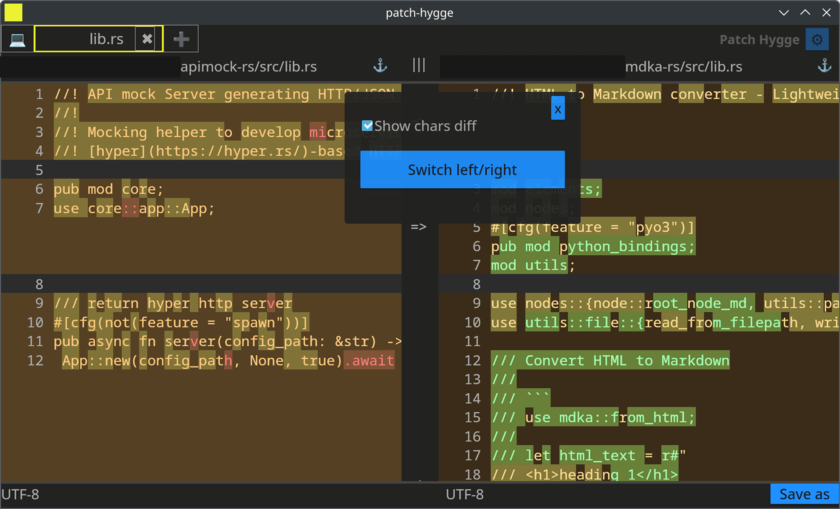 patch-hygge
lib.rs
Patch Hygge
apimock-rs/src/lib.rs
mdka-rs/src/lib.rs
1 //! API mock Server generating HTTP/JSON
2 //!
3 //! Mocking helper to develop
4 //! [hyper](https://hyper.rs/)-bas
5
6 pub mod core;
7 use core::app::App;
8
9 /// return hyper http server
10 #[cfg(not(feature = "spawn"))]
11 pub async fn server(config_path: &str) ->
12 App::new(config_path, None, true).await
x
Show chars diff
Switch left/right
=>
1 //! HTML to Markdown converter - Lightwei
5 #[cfg(feature = "pyo3")]
6 pub mod python_bindings;
7 mod utils;
8
9 use nodes::{node::root_node_md, utils::pa
10 use utils::file::{read_from_filepath, wri
11
12 /// Convert HTML to Markdown
13 ///
14 /// ```
15 /// use mdka::from_html;
16 ///
17 /// let html_text = r#"
18 /// <h1>heading 1</h1>
UTF-8
UTF-8
Save as